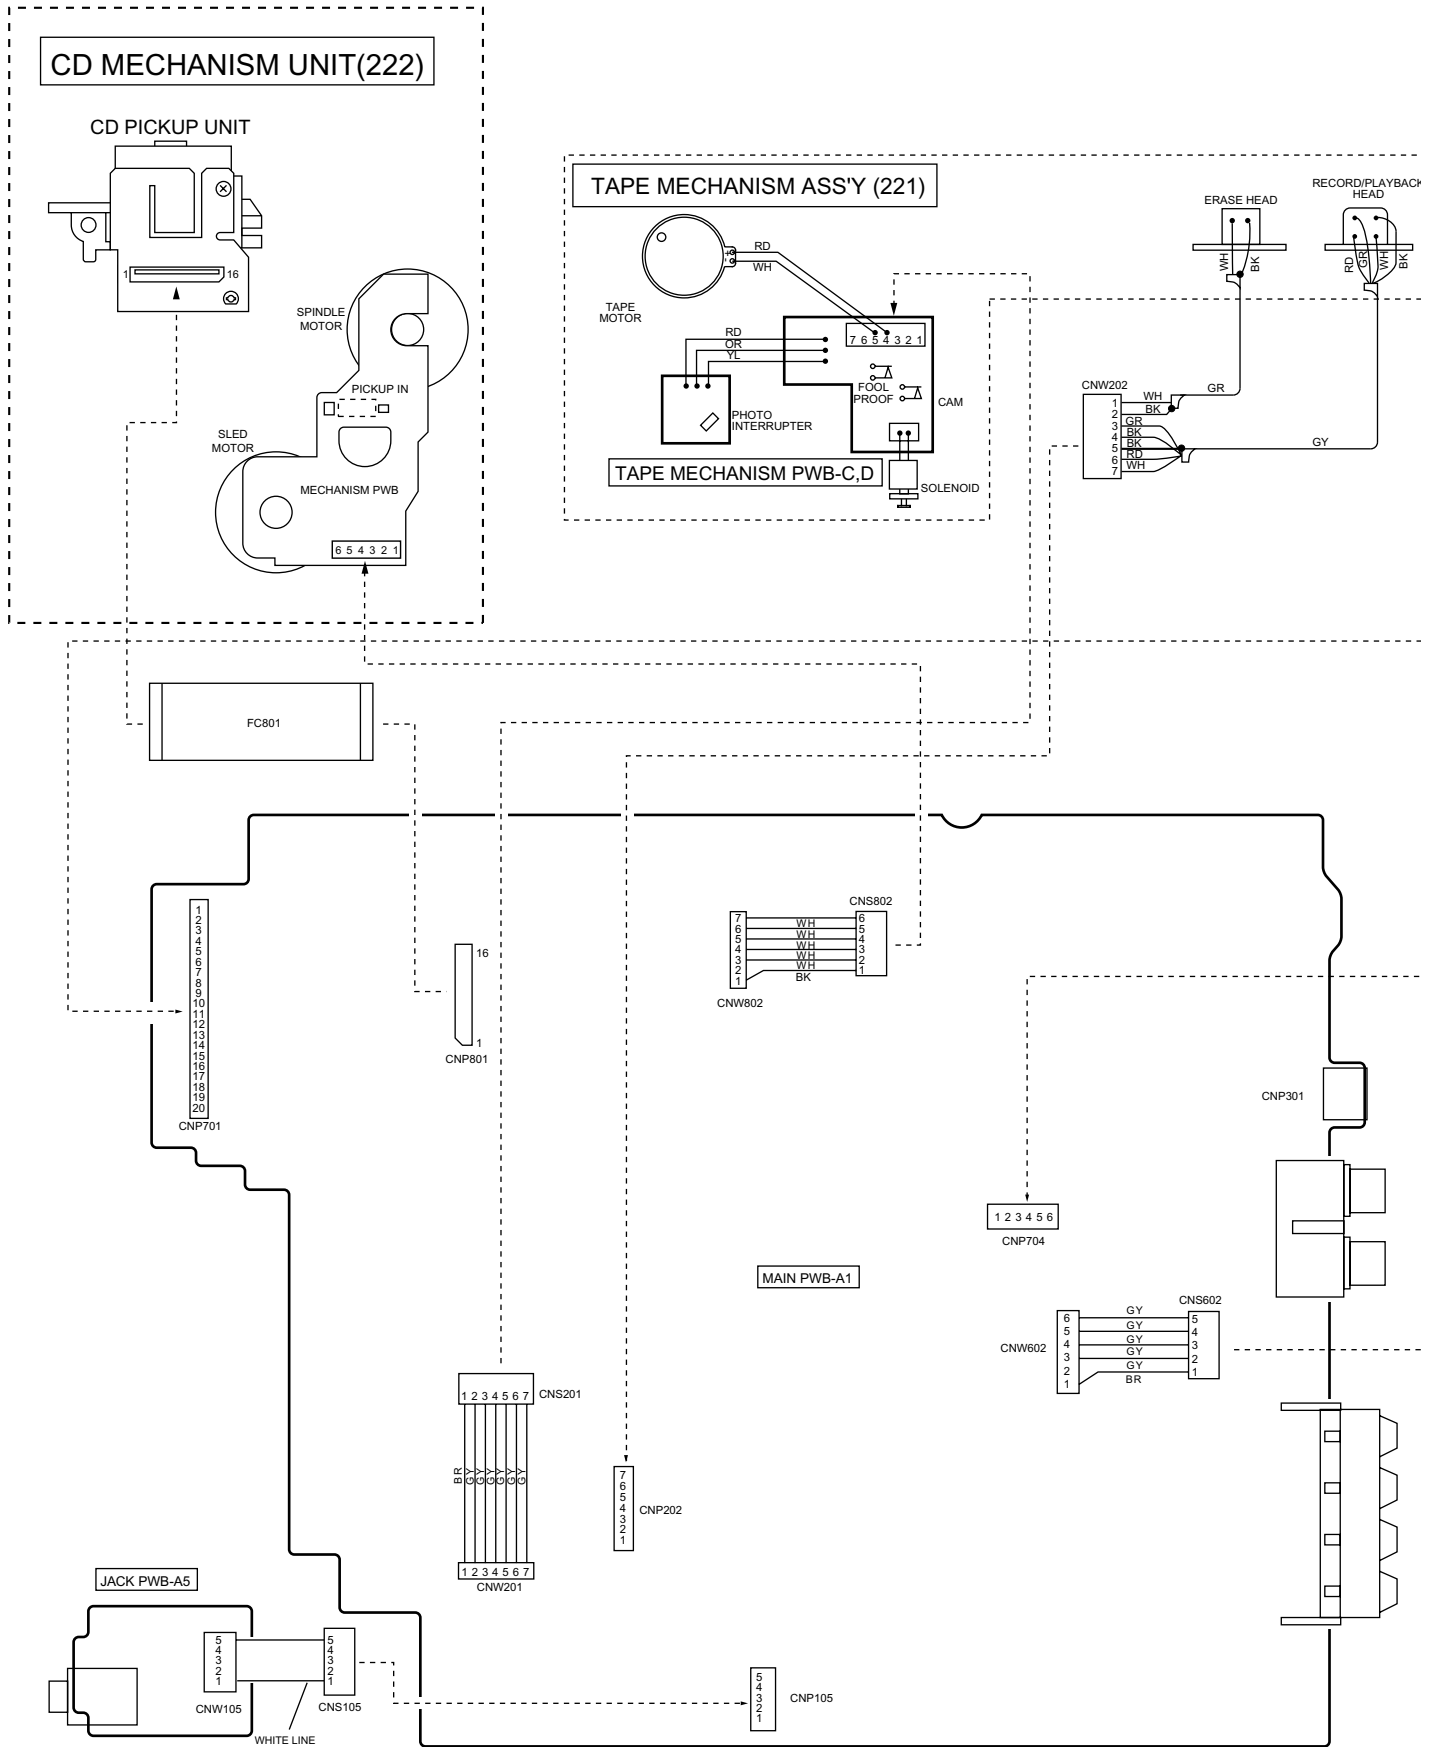 CD MECHANISM UNIT(222)
CD PICKUP UNIT
1
16
SPINDLE
MOTOR
PICKUP IN
SLED
MOTOR
MECHANISM PWB
6 5 4 3 2 1
TAPE MECHANISM ASS'Y (221)
+
-
RD
WH
TAPE
MOTOR
RD
OR
YL
7 6 5 4 3 2 1
FOOL
PROOF
CAM
PHOTO
INTERRUPTER
TAPE MECHANISM PWB-C,D
SOLENOID
ERASE HEAD
WH
BK
RECORD/PLAYBACK
HEAD
RD
GR
WH
BK
CNW202
1
2
3
4
5
6
7
WH
BK
GR
BK
BK
RD
WH
GR
GY
FC801
1
2
3
4
5
6
7
8
9
10
11
12
13
14
15
16
17
18
19
20
CNP701
16
1
CNP801
7
6
5
4
3
2
1
CNW802
WH
WH
WH
WH
WH
BK
CNS802
6
5
4
3
2
1
CNP301
1 2 3 4 5 6
CNP704
MAIN PWB-A1
CNW602
6
5
4
3
2
1
GY
GY
GY
GY
GY
BR
CNS602
5
4
3
2
1
1 2 3 4 5 6 7
CNS201
BR
GY
GY
GY
GY
GY
GY
1 2 3 4 5 6 7
CNW201
7
6
5
4
3
2
1
CNP202
JACK PWB-A5
5
4
3
2
1
CNW105
5
4
3
2
1
CNS105
WHITE LINE
5
4
3
2
1
CNP105